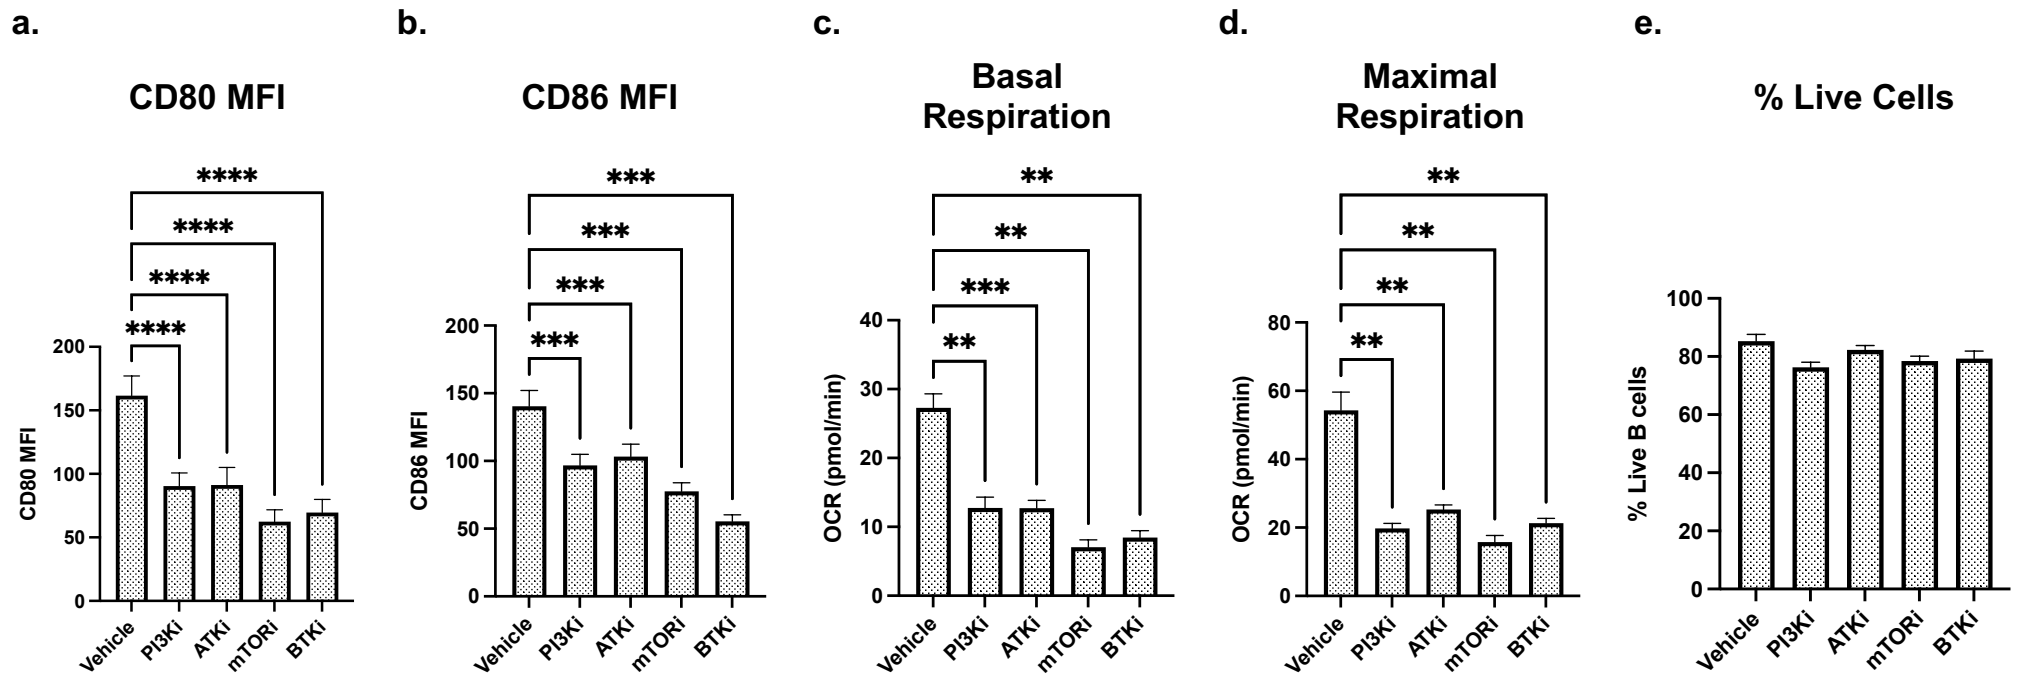 a.
CD80 MFI
****
****
****
****
200
150
100
50
0
CD80 MFI
Vehicle
PI3Ki
ATKi
mTORi
BTKi
b.
CD86 MFI
***
***
***
***
200
150
100
50
0
CD86 MFI
Vehicle
PI3Ki
ATKi
mTORi
BTKi
c.
Basal
Respiration
**
**
***
**
40
30
20
10
0
OCR (pmol/min)
Vehicle
PI3Ki
ATKi
mTORi
BTKi
d.
Maximal
Respiration
**
**
**
**
80
60
40
20
0
OCR (pmol/min)
Vehicle
PI3Ki
ATKi
mTORi
BTKi
e.
% Live Cells
100
80
60
40
20
0
% Live B cells
Vehicle
PI3Ki
ATKi
mTORi
BTKi